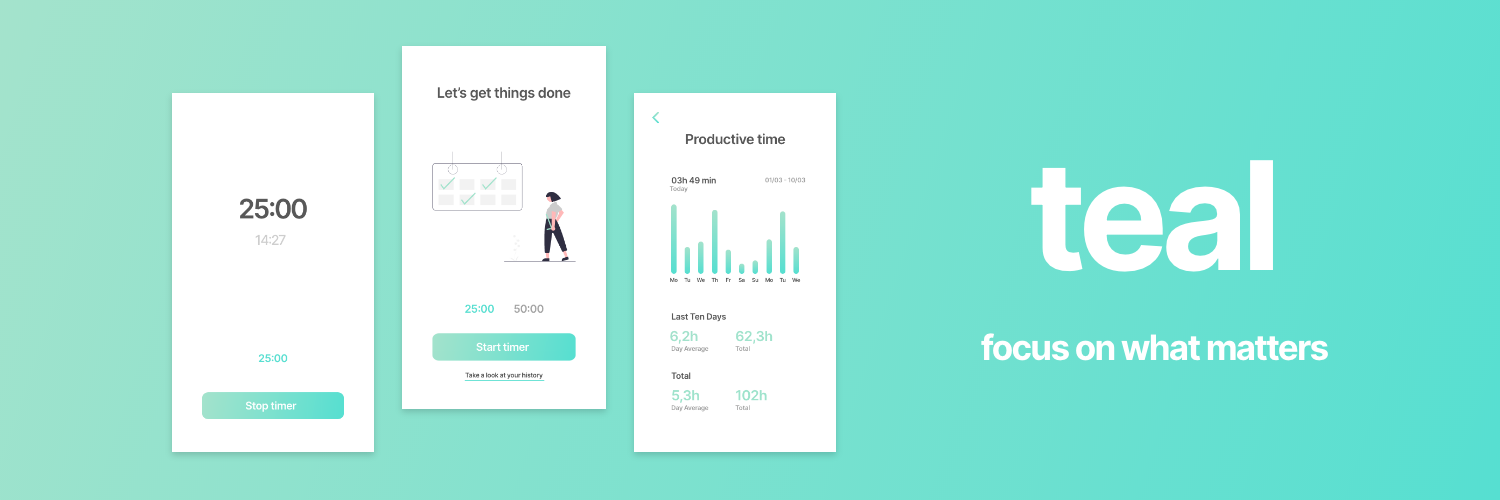 25:00
14:27
25:00
Stop timer
Let's get things done
25:00 50:00
Start timer
Take a look at your history
Productive time
03h 49 min 01/03 - 10/03
Today
Mo Tu We Th Fr Sa Su Mo Tu We
Last Ten Days
6,2h 62,3h
Day Average Total
Total
5,3h 102h
Day Average Total
teal
focus on what matters